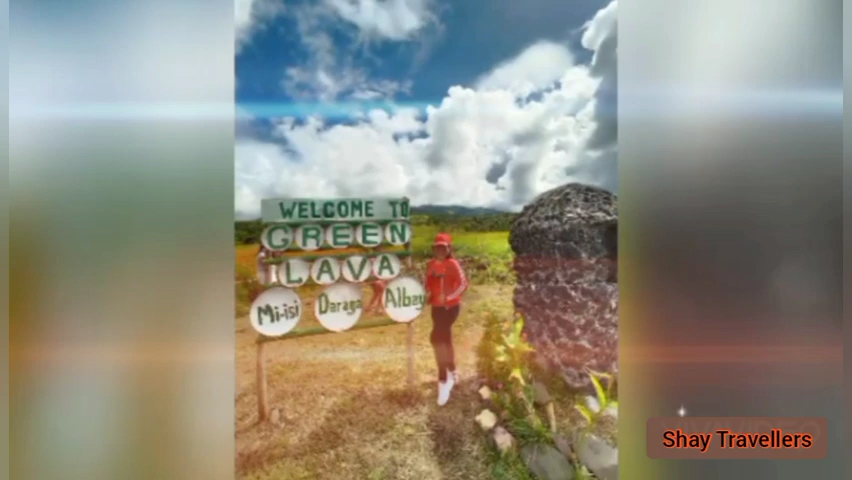 WELCOME TO
GREEN
LAVA
Mi-isi Daraga Albay
Shay Travellers